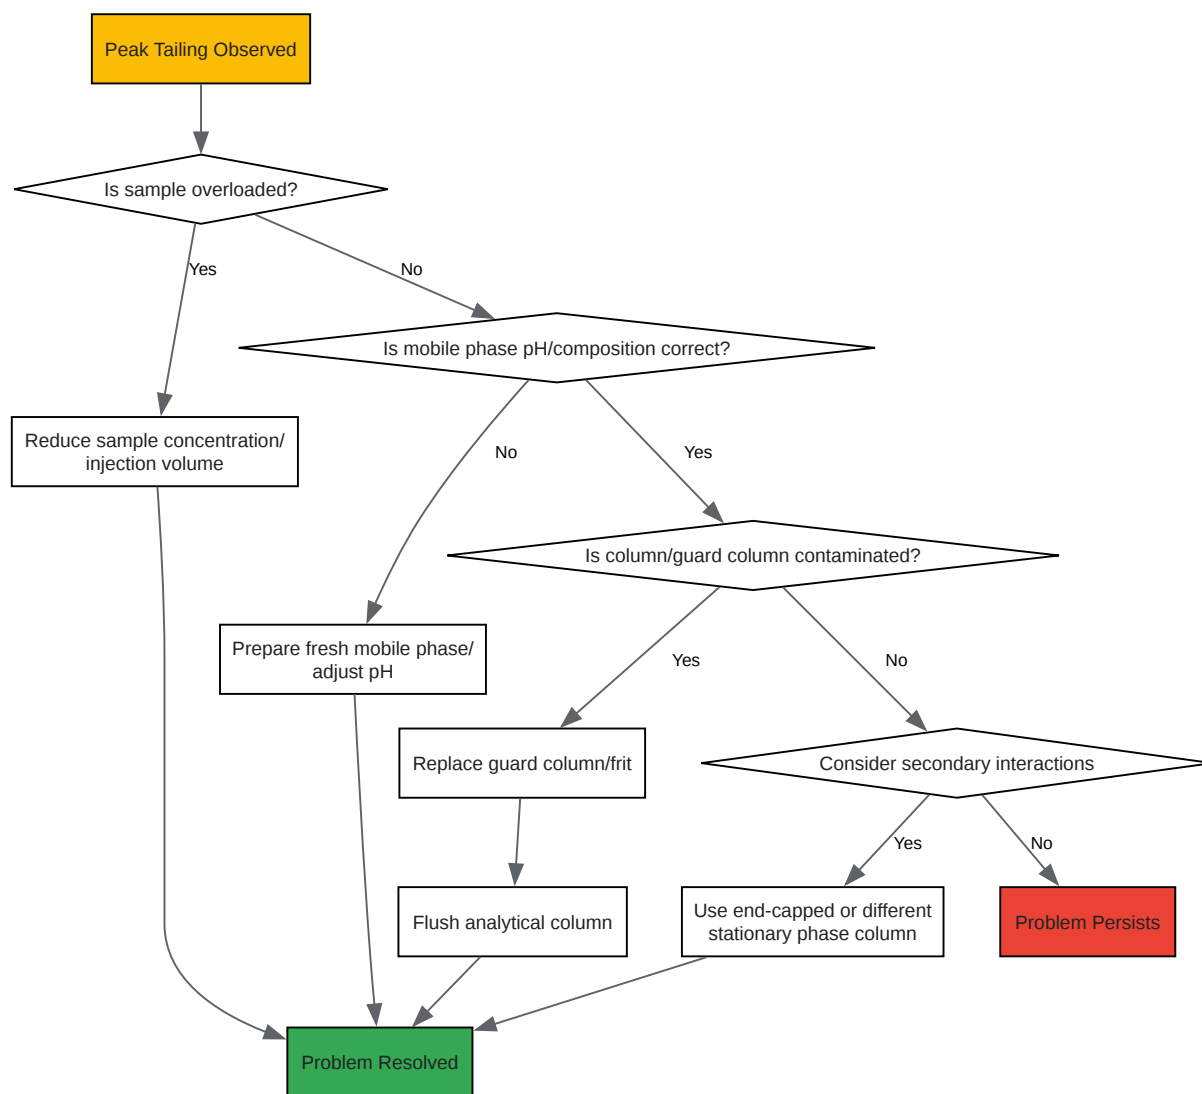 Peak Tailing Observed
Is sample overloaded?
Yes
No
Is mobile phase pH/composition correct?
Reduce sample concentration/
injection volume
No
Yes
Is column/guard column contaminated?
Prepare fresh mobile phase/
adjust pH
Yes
No
Replace guard column/frit
Consider secondary interactions
Yes
No
Flush analytical column
Use end-capped or different
stationary phase column
Problem Persists
Problem Resolved